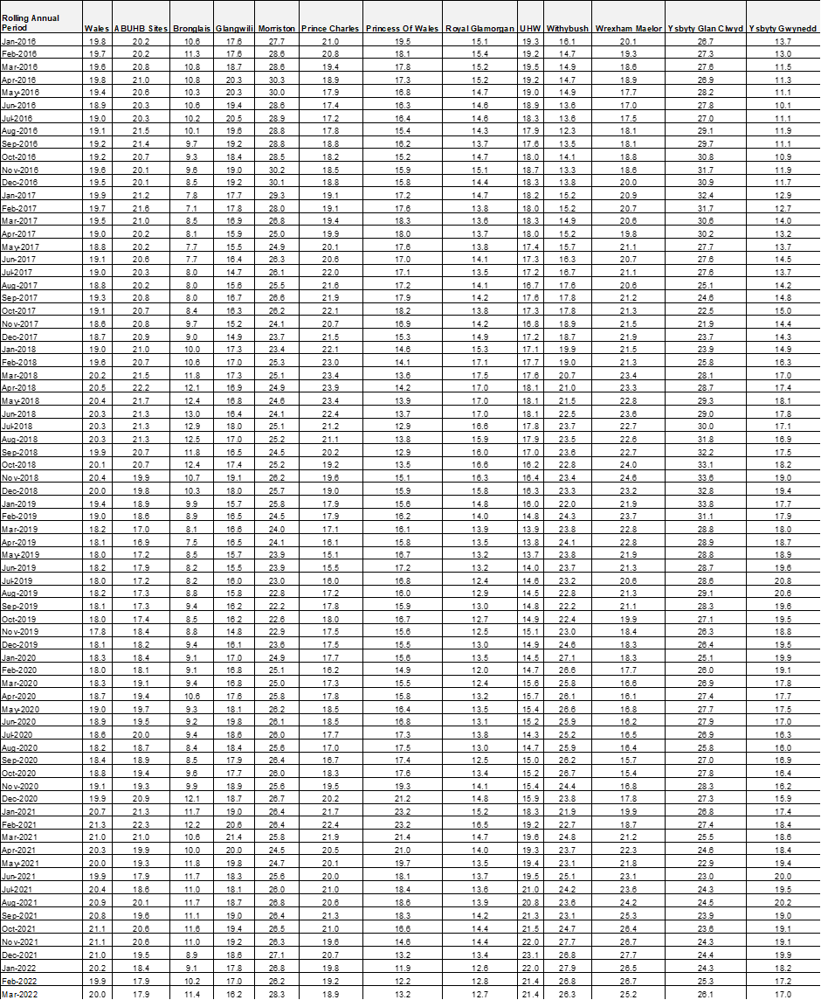 Rolling Annual
Period Wales ABUHB Sites Bronglais Glangwili Morriston Prince Charles Princess Of Wales Royal Glamorgan UHW Withybush Wrexham Maelor Ysbyty Glan Clwyd Ysbyty Gwynedd
Jan-2016 19.8 20.2 10.6 17.6 27.7 21.0 19.5 15.1 19.3 16.1 20.1 26.7 13.7
Feb-2016 19.7 20.2 11.3 17.6 28.6 20.8 18.1 15.4 19.2 14.7 19.3 27.3 13.0
Mar-2016 19.6 20.8 10.8 18.7 28.6 19.4 17.8 15.2 19.5 14.9 18.6 27.6 11.5
Apr-2016 19.8 21.0 10.8 20.3 30.3 18.9 17.3 15.2 19.2 14.7 18.9 26.9 11.3
May-2016 19.4 20.6 10.3 20.3 30.0 17.9 16.8 14.7 19.0 14.9 17.7 28.2 11.1
Jun-2016 18.9 20.3 10.6 19.4 28.6 17.4 16.3 14.6 18.9 13.6 17.0 27.8 10.1
Jul-2016 19.0 20.3 10.2 20.5 28.9 17.2 16.4 14.6 18.3 13.6 17.5 27.0 11.1
Aug-2016 19.1 21.5 10.1 19.6 28.8 17.8 15.4 14.3 17.9 12.3 18.1 29.1 11.9
Sep-2016 19.2 21.4 9.7 19.2 28.8 18.8 16.2 13.7 17.6 13.5 18.1 29.7 11.1
Oct-2016 19.2 20.7 9.3 18.4 28.5 18.2 15.2 14.7 18.0 14.1 18.8 30.8 10.9
Nov-2016 19.6 20.1 9.6 19.0 30.2 18.5 15.9 15.1 18.7 13.3 18.6 31.7 11.9
Dec-2016 19.5 20.1 8.5 19.2 30.1 18.8 15.8 14.4 18.3 13.8 20.0 30.9 11.7
Jan-2017 19.9 21.2 7.8 17.7 29.3 19.1 17.2 14.7 18.2 15.2 20.9 32.4 12.9
Feb-2017 19.7 21.6 7.1 17.8 28.0 19.1 17.6 13.8 18.0 15.2 20.7 31.7 12.7
Mar-2017 19.5 21.0 8.5 16.9 26.8 19.4 18.3 13.6 18.3 14.9 20.6 30.6 14.0
Apr-2017 19.0 20.2 8.1 15.9 25.0 19.9 18.0 13.7 18.0 15.2 19.8 30.2 13.2
May-2017 18.8 20.2 7.7 15.5 24.9 20.1 17.6 13.8 17.4 15.7 21.1 27.7 13.7
Jun-2017 19.1 20.6 7.7 16.4 26.3 20.6 17.0 14.1 17.3 16.3 20.7 27.6 14.5
Jul-2017 19.0 20.3 8.0 14.7 26.1 22.0 17.1 13.5 17.2 16.7 21.1 27.6 13.7
Aug-2017 18.8 20.2 8.0 15.6 25.5 21.6 17.2 14.1 16.7 17.6 20.6 25.1 14.2
Sep-2017 19.3 20.8 8.0 16.7 26.6 21.9 17.9 14.2 17.6 17.8 21.2 24.6 14.8
Oct-2017 19.1 20.7 8.4 16.3 26.2 22.1 18.2 13.8 17.3 17.8 21.3 22.5 15.0
Nov-2017 18.6 20.8 9.7 15.2 24.1 20.7 16.9 14.2 16.8 18.9 21.5 21.9 14.4
Dec-2017 18.7 20.9 9.0 14.9 23.7 21.5 15.3 14.9 17.2 18.7 21.9 23.7 14.3
Jan-2018 19.0 21.0 10.0 17.3 23.4 22.1 14.6 15.3 17.1 19.9 21.5 23.9 14.9
Feb-2018 19.6 20.7 10.6 17.0 25.3 23.0 14.1 17.1 17.7 19.0 21.3 25.8 16.3
Mar-2018 20.2 21.5 11.8 17.3 25.1 23.4 13.6 17.5 17.6 20.7 23.4 28.1 17.0
Apr-2018 20.5 22.2 12.1 16.9 24.9 23.9 14.2 17.0 18.1 21.0 23.3 28.7 17.4
May-2018 20.4 21.7 12.4 16.8 24.6 23.4 13.9 17.0 18.1 21.5 22.8 29.3 18.1
Jun-2018 20.3 21.3 13.0 16.4 24.1 22.4 13.7 17.0 18.1 22.5 23.6 29.0 17.8
Jul-2018 20.3 21.3 12.9 18.0 25.1 21.2 12.9 16.6 17.8 23.7 22.7 30.0 17.1
Aug-2018 20.3 21.3 12.5 17.0 25.2 21.1 13.8 15.9 17.9 23.5 22.6 31.8 16.9
Sep-2018 19.9 20.7 11.8 16.5 24.5 20.2 12.9 16.0 17.0 23.6 22.7 32.2 17.5
Oct-2018 20.1 20.7 12.4 17.4 25.2 19.2 13.5 16.6 16.2 22.8 24.0 33.1 18.2
Nov-2018 20.4 19.9 10.7 19.1 26.2 19.6 15.1 16.3 16.4 23.4 24.6 33.6 19.0
Dec-2018 20.0 19.8 10.3 18.0 25.7 19.0 15.9 15.8 16.3 23.3 23.2 32.8 19.4
Jan-2019 19.4 18.9 9.9 15.7 25.8 17.9 15.6 14.8 16.0 22.0 21.9 33.8 17.7
Feb-2019 19.0 18.6 8.9 16.5 24.5 17.9 16.2 14.0 14.8 24.3 23.7 31.1 17.9
Mar-2019 18.2 17.0 8.1 16.6 24.0 17.1 16.1 13.9 13.9 23.8 22.8 28.8 18.0
Apr-2019 18.1 16.9 7.5 16.5 24.1 16.1 15.8 13.5 13.8 24.1 22.8 28.9 18.7
May-2019 18.0 17.2 8.5 15.7 23.9 15.1 16.7 13.2 13.7 23.8 21.9 28.8 18.9
Jun-2019 18.2 17.9 8.2 15.5 23.9 15.5 17.2 13.2 14.0 23.7 21.3 28.7 19.6
Jul-2019 18.0 17.2 8.2 16.0 23.0 16.0 16.8 12.4 14.6 23.2 20.6 28.6 20.8
Aug-2019 18.2 17.3 8.8 15.8 22.8 17.2 16.0 12.9 14.5 22.8 21.3 29.1 20.6
Sep-2019 18.1 17.3 9.4 16.2 22.2 17.8 15.9 13.0 14.8 22.2 21.1 28.3 19.6
Oct-2019 18.0 17.4 8.5 16.2 22.6 18.0 16.7 12.7 14.9 22.4 19.9 27.1 19.5
Nov-2019 17.8 18.4 8.8 14.8 22.9 17.5 15.6 12.5 15.1 23.0 18.4 26.3 18.8
Dec-2019 18.1 18.2 9.4 16.1 23.6 17.5 15.5 13.0 14.9 24.6 18.3 26.4 19.5
Jan-2020 18.3 18.4 9.1 17.0 24.9 17.7 15.6 13.5 14.5 27.1 18.3 25.1 19.9
Feb-2020 18.0 18.1 9.1 16.8 25.1 16.2 14.9 12.0 14.7 26.6 17.7 26.0 19.1
Mar-2020 18.3 19.1 9.4 16.8 25.0 17.3 15.5 12.4 15.6 25.8 16.6 26.9 17.8
Apr-2020 18.7 19.4 10.6 17.6 25.8 17.8 15.8 13.2 15.7 26.1 16.1 27.4 17.7
May-2020 19.0 19.7 9.3 18.1 26.2 18.5 16.4 13.5 15.4 26.6 16.8 27.7 17.5
Jun-2020 18.9 19.5 9.2 19.8 26.1 18.5 16.8 13.1 15.2 25.9 16.2 27.9 17.0
Jul-2020 18.6 20.0 9.4 18.6 26.0 17.7 17.3 13.8 14.3 25.2 16.5 26.9 16.3
Aug-2020 18.2 18.7 8.4 18.4 25.6 17.0 17.5 13.0 14.7 25.9 16.4 25.8 16.0
Sep-2020 18.4 18.9 8.5 17.9 26.4 16.7 17.4 12.5 15.0 26.2 15.7 27.0 16.9
Oct-2020 18.8 19.4 9.6 17.7 26.0 18.3 17.6 13.4 15.2 26.7 15.4 27.8 16.4
Nov-2020 19.1 19.3 9.9 18.9 25.6 19.5 19.3 14.1 15.4 24.4 16.8 28.3 16.2
Dec-2020 19.9 20.9 12.1 18.7 26.7 20.2 21.2 14.8 15.9 23.8 17.8 27.3 15.9
Jan-2021 20.7 21.3 11.7 19.0 26.4 21.7 23.2 15.2 18.3 21.9 19.9 26.8 17.4
Feb-2021 21.3 22.3 12.2 20.6 26.4 22.4 23.2 16.5 19.2 22.7 18.7 27.4 18.4
Mar-2021 21.0 21.0 10.6 21.4 25.8 21.9 21.4 14.7 19.6 24.8 21.2 25.5 18.6
Apr-2021 20.3 19.9 10.0 20.0 24.5 20.5 21.0 14.0 19.3 23.7 22.3 24.6 18.4
May-2021 20.0 19.3 11.8 19.8 24.7 20.1 19.7 13.5 19.4 23.1 21.8 22.9 19.4
Jun-2021 19.9 17.9 11.7 18.3 25.6 20.0 18.1 13.7 19.5 25.1 23.1 23.0 20.0
Jul-2021 20.4 18.6 11.0 18.1 26.0 21.0 18.4 13.6 21.0 24.2 23.6 24.3 19.5
Aug-2021 20.9 20.1 11.7 18.7 26.8 20.6 18.6 13.9 20.8 23.6 24.2 24.5 20.2
Sep-2021 20.8 19.6 11.1 19.0 26.4 21.3 18.3 14.2 21.3 23.1 25.3 23.9 19.0
Oct-2021 21.1 20.6 11.6 19.4 26.5 21.0 16.6 14.4 21.5 24.7 26.4 23.6 19.1
Nov-2021 21.1 20.6 11.0 19.2 26.3 19.6 14.6 14.4 22.0 27.7 26.7 24.3 19.1
Dec-2021 21.0 19.5 8.9 18.6 27.1 20.7 13.2 13.4 23.1 26.8 27.7 24.4 19.9
Jan-2022 20.2 18.4 9.1 17.8 26.8 19.8 11.9 12.6 22.0 27.9 26.5 24.3 18.2
Feb-2022 19.9 17.9 10.2 17.0 26.2 19.2 12.2 12.8 21.4 26.8 26.7 25.3 17.2
Mar-2022 20.0 17.9 11.4 16.2 28.3 18.9 13.2 12.7 21.4 26.3 25.2 26.1 17.0